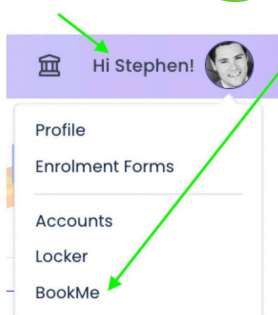 Hi Stephen!
Profile
Enrolment Forms
Accounts
Locker
BookMe